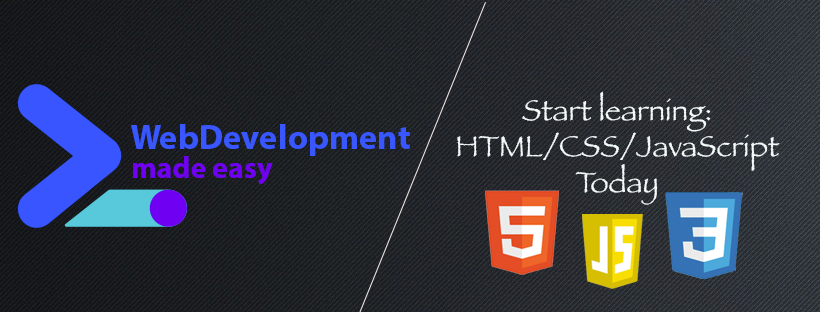 WebDevelopment
made easy
Start learning:
HTML/CSS/JavaScript
Today
5
JS
3